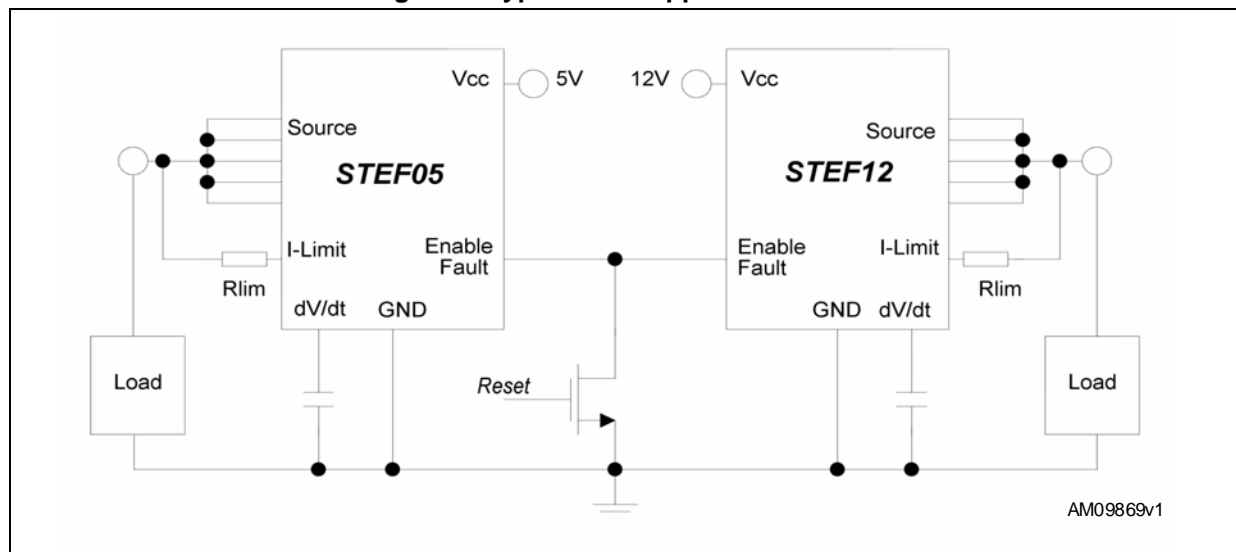 Vcc
5V
12V
Vcc
Source
Source
STEF05
STEF12
I-Limit
Enable
Fault
Enable
Fault
I-Limit
Rlim
Rlim
dV/dt
GND
GND
dV/dt
Load
Reset
Load
AM09869v1